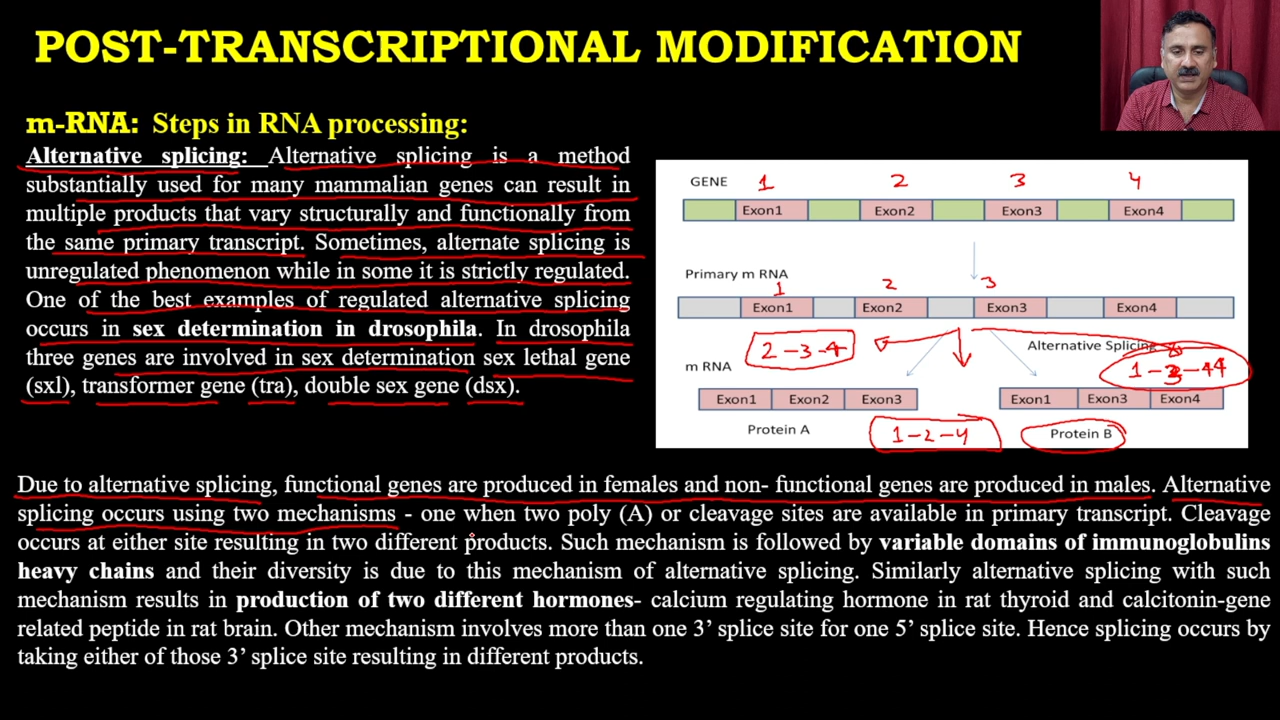 POST-TRANSCRIPTIONAL MODIFICATION
m-RNA: Steps in RNA processing:
Alternative splicing: Alternative splicing is a method
substantially used for many mammalian genes can result in
multiple products that vary structurally and functionally from
the same primary transcript. Sometimes, alternate splicing is
unregulated phenomenon while in some it is strictly regulated.
One of the best examples of regulated alternative splicing
occurs in sex determination in drosophila. In drosophila
three genes are involved in sex determination sex lethal gene
(sxl), transformer gene (tra), double sex gene (dsx).
GENE 1 2 3 4
Exon1 Exon2 Exon3 Exon4
Primary m RNA 1 2 3
Exon1 Exon2 Exon3 Exon4
2-3-4 Alternative Splicing
m RNA 1-3-44
Exon1 Exon2 Exon3 Exon1 Exon3 Exon4
Protein A 1-2-4 Protein B
Due to alternative splicing, functional genes are produced in females and non- functional genes are produced in males. Alternative
splicing occurs using two mechanisms - one when two poly (A) or cleavage sites are available in primary transcript. Cleavage
occurs at either site resulting in two different products. Such mechanism is followed by variable domains of immunoglobulins
heavy chains and their diversity is due to this mechanism of alternative splicing. Similarly alternative splicing with such
mechanism results in production of two different hormones- calcium regulating hormone in rat thyroid and calcitonin-gene
related peptide in rat brain. Other mechanism involves more than one 3’ splice site for one 5’ splice site. Hence splicing occurs by
taking either of those 3’ splice site resulting in different products.